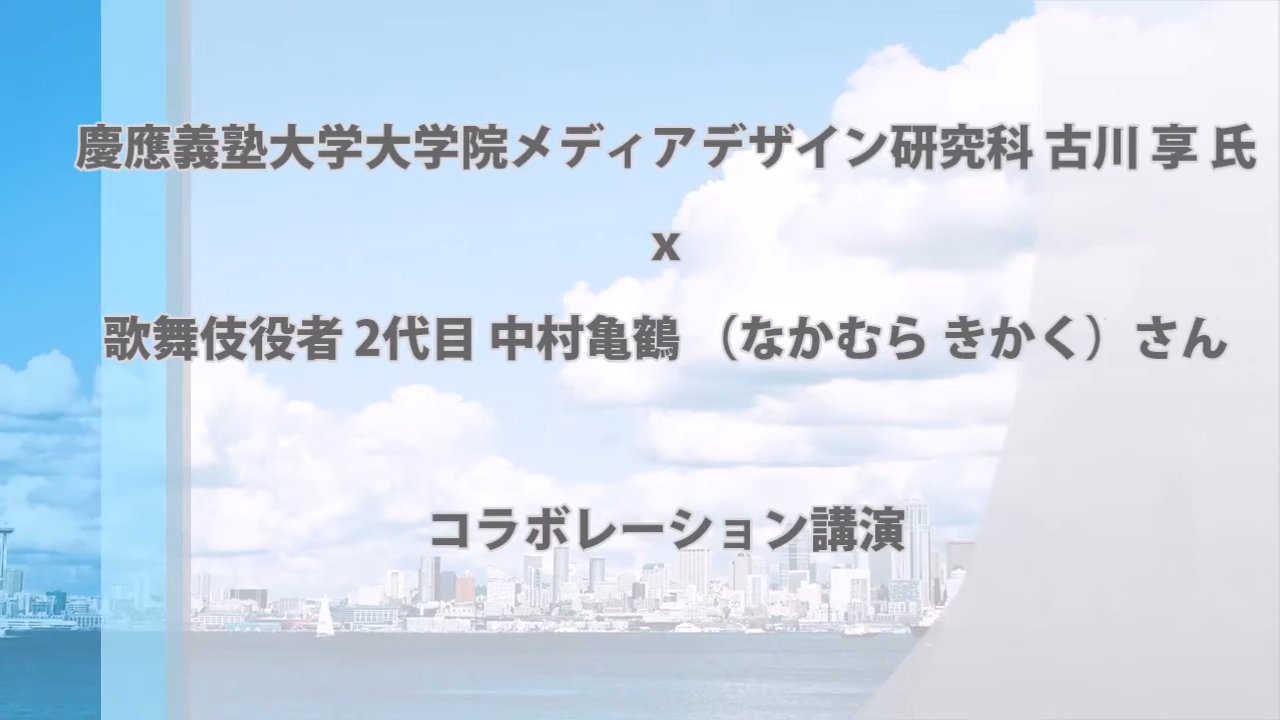 慶應義塾大学大学院メディアデザイン研究科 古川 享 氏
x
歌舞伎役者 2代目 中村亀鶴 （なかむら きかく）さん
コラボレーション講演